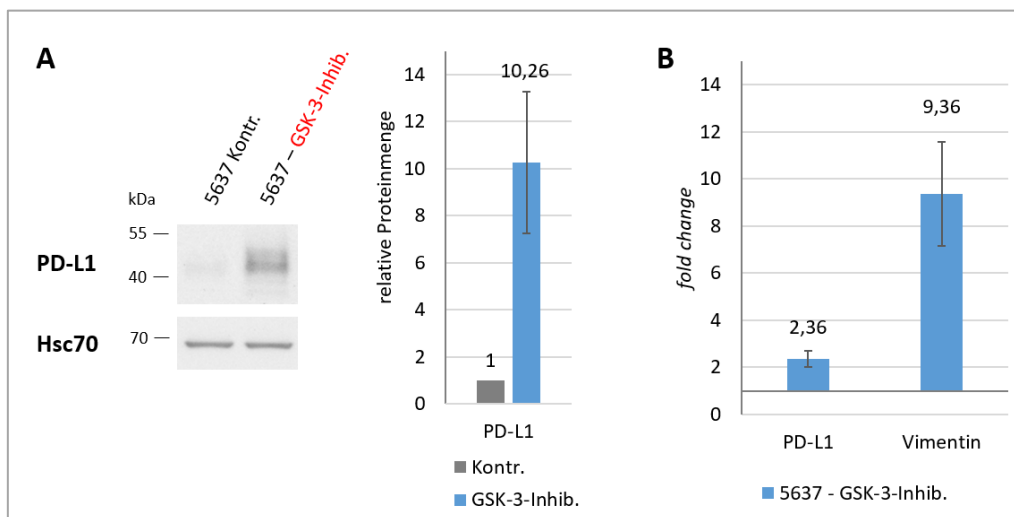 A
5637 Kontr.
5637 – GSK-3-Inhib.
kDa
55
PD-L1
40
Hsc70
70
relative Proteinmenge
14
12
10
8
6
4
2
0
10,26
1
PD-L1
Kontr.
GSK-3-Inhib.
B
fold change
14
12
10
8
6
4
2
0
2,36
9,36
PD-L1
Vimentin
5637 - GSK-3-Inhib.